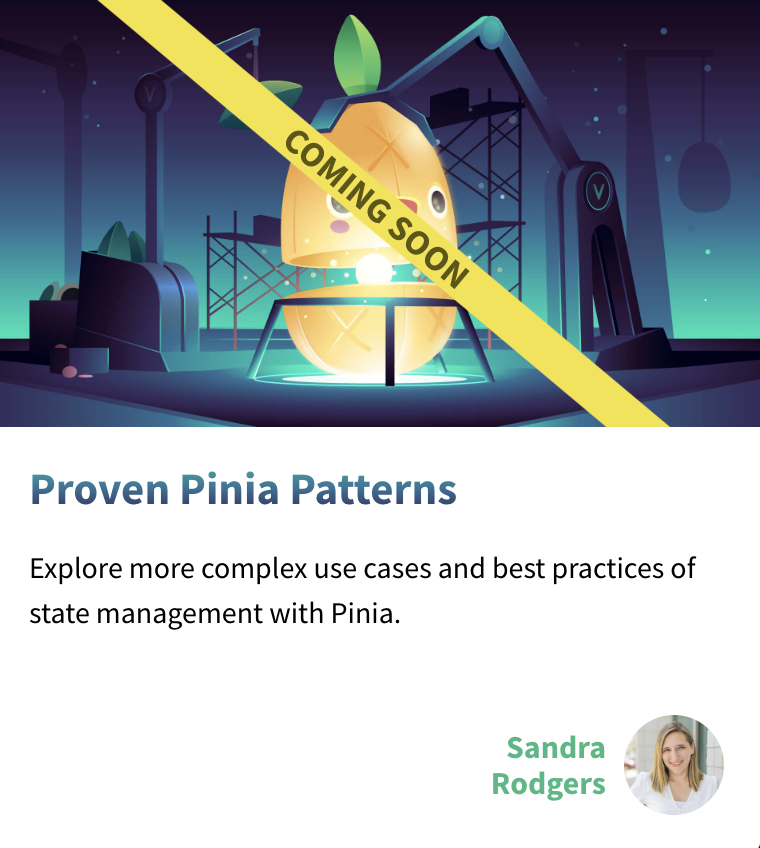 COMING SOON
Proven Pinia Patterns
Explore more complex use cases and best practices of
state management with Pinia.
Sandra
Rodgers